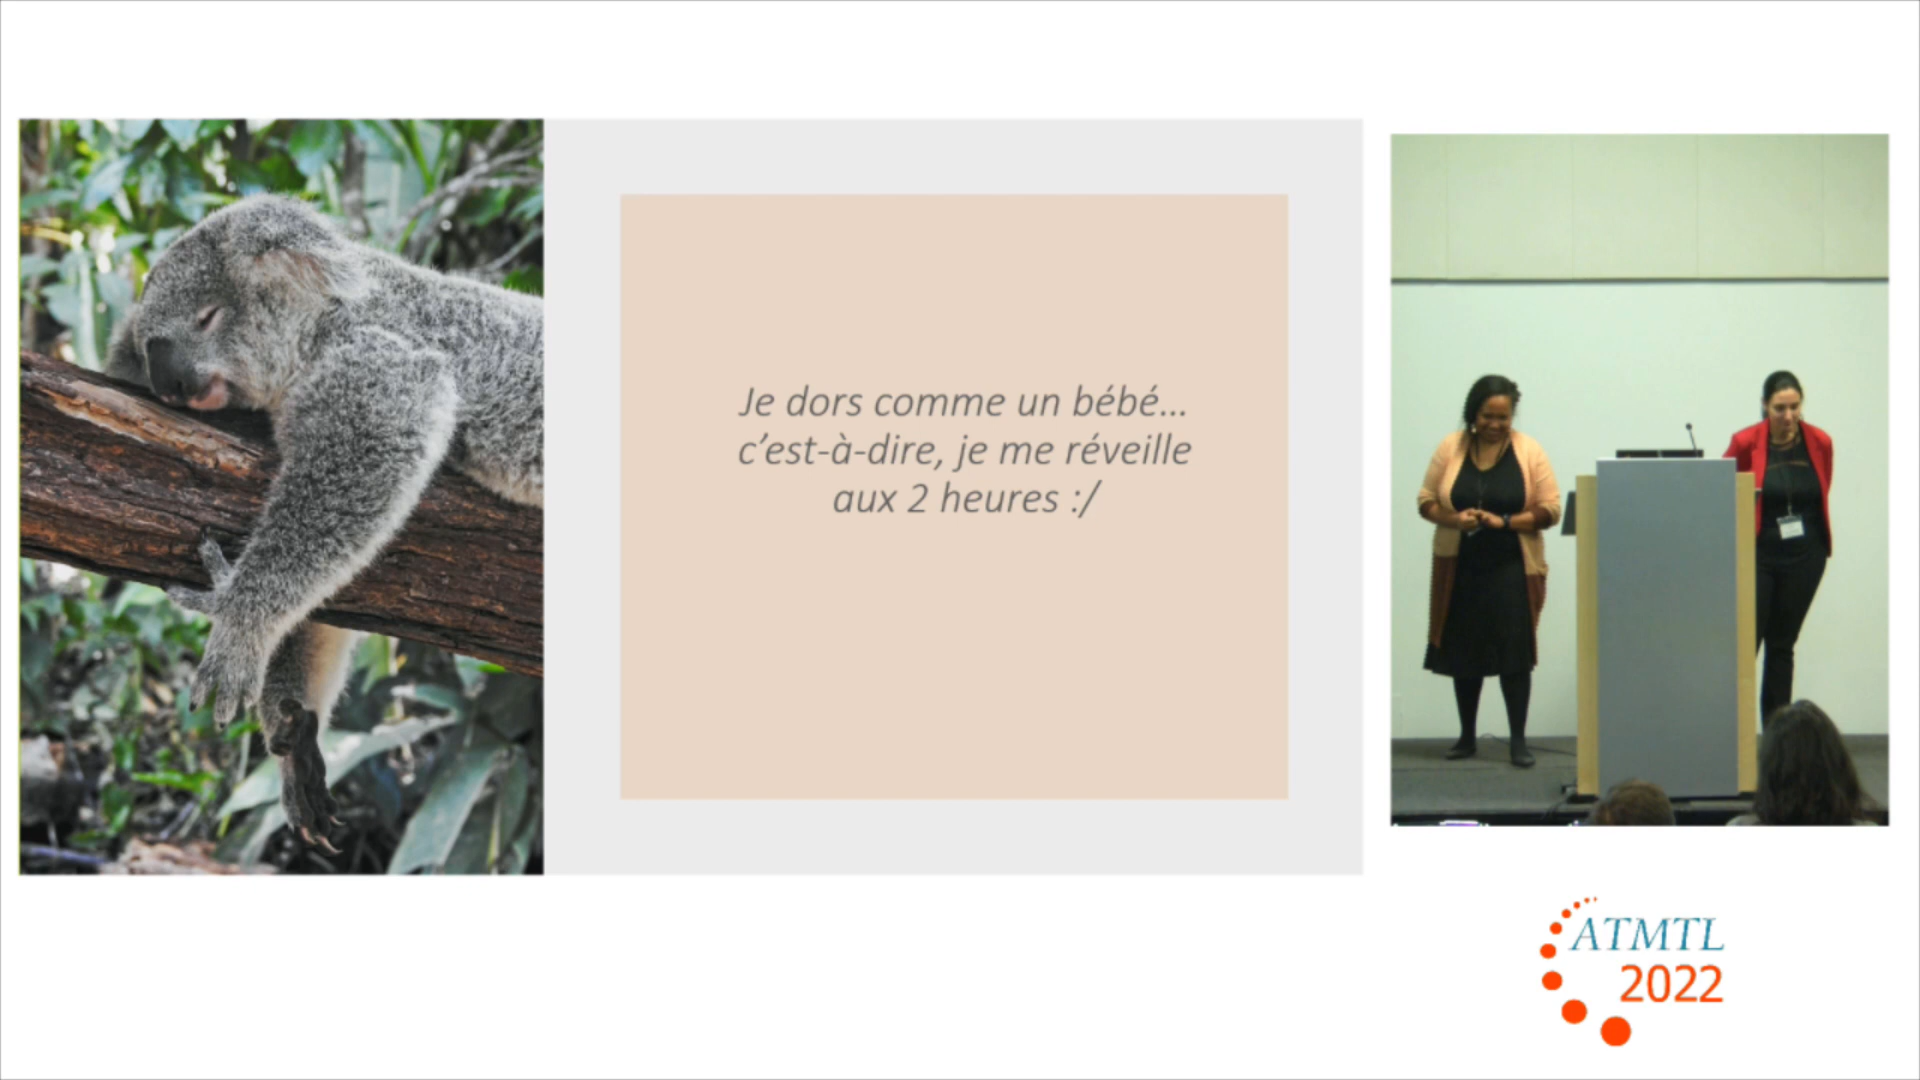 Je dors comme un bébé...
c’est-à-dire, je me réveille
aux 2 heures :/
ATMTL
2022